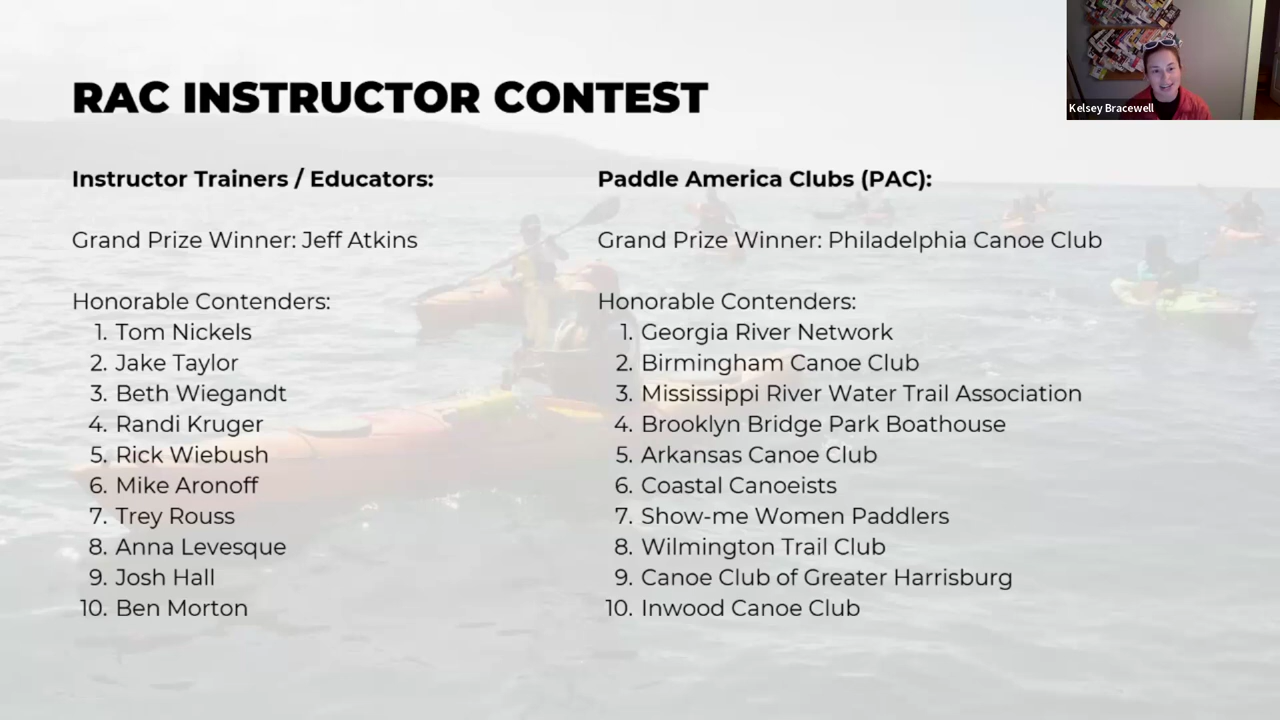 RAC INSTRUCTOR CONTEST
Kelsey Bracewell
Instructor Trainers / Educators:
Grand Prize Winner: Jeff Atkins
Honorable Contenders:
1. Tom Nickels
2. Jake Taylor
3. Beth Wiegandt
4. Randi Kruger
5. Rick Wiebush
6. Mike Aronoff
7. Trey Rouss
8. Anna Levesque
9. Josh Hall
10. Ben Morton
Paddle America Clubs (PAC):
Grand Prize Winner: Philadelphia Canoe Club
Honorable Contenders:
1. Georgia River Network
2. Birmingham Canoe Club
3. Mississippi River Water Trail Association
4. Brooklyn Bridge Park Boathouse
5. Arkansas Canoe Club
6. Coastal Canoeists
7. Show-me Women Paddlers
8. Wilmington Trail Club
9. Canoe Club of Greater Harrisburg
10. Inwood Canoe Club